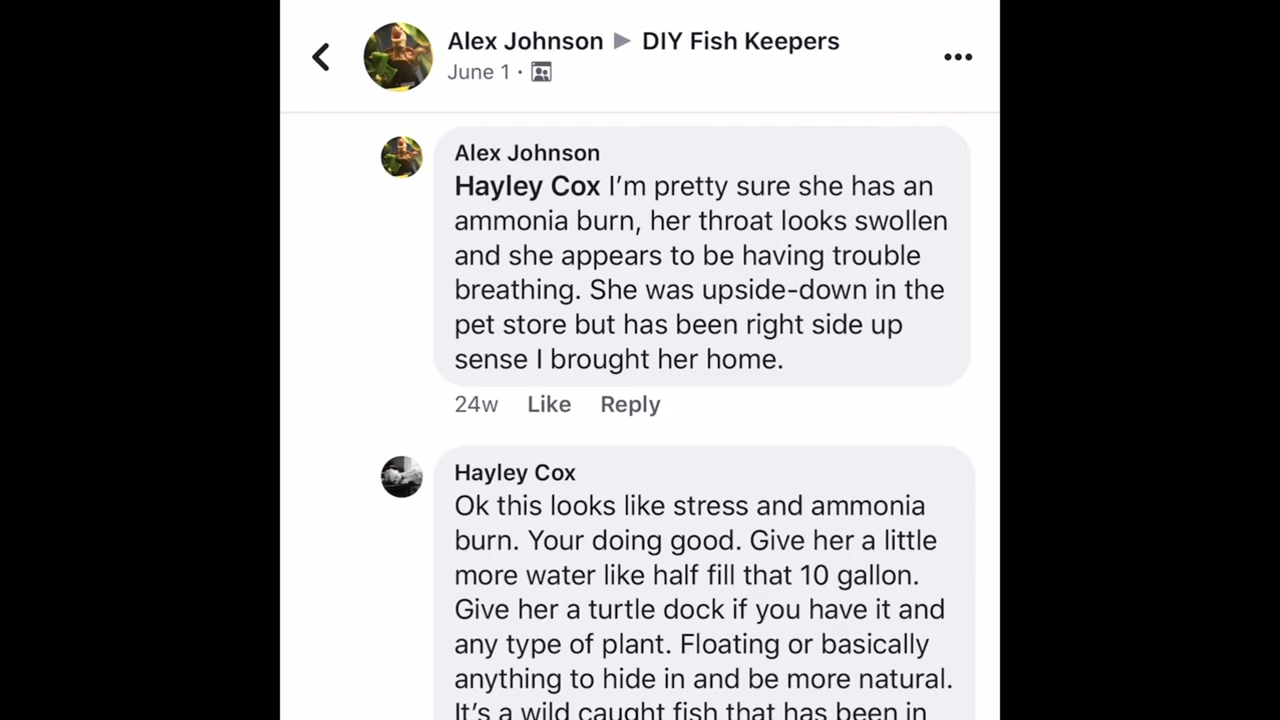 Alex Johnson ▶ DIY Fish Keepers
June 1 ·
Alex Johnson
Hayley Cox I’m pretty sure she has an
ammonia burn, her throat looks swollen
and she appears to be having trouble
breathing. She was upside-down in the
pet store but has been right side up
sense I brought her home.
24w Like Reply
Hayley Cox
Ok this looks like stress and ammonia
burn. Your doing good. Give her a little
more water like half fill that 10 gallon.
Give her a turtle dock if you have it and
any type of plant. Floating or basically
anything to hide in and be more natural.
It’s a wild caught fish that has been in